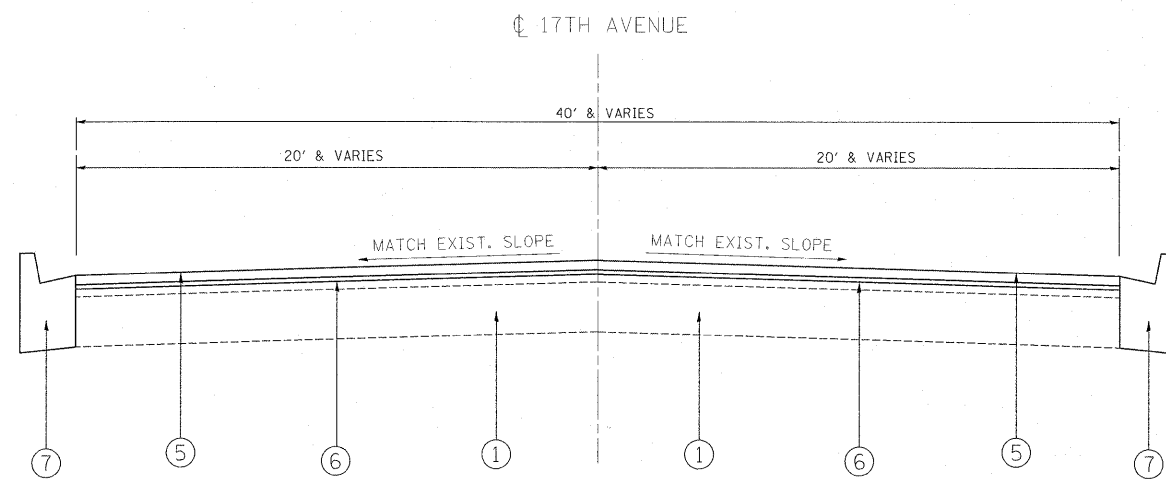 ℄ 17TH AVENUE
40' & VARIES
20' & VARIES 20' & VARIES
MATCH EXIST. SLOPE MATCH EXIST. SLOPE
7 5 6 1 1 6 5 7